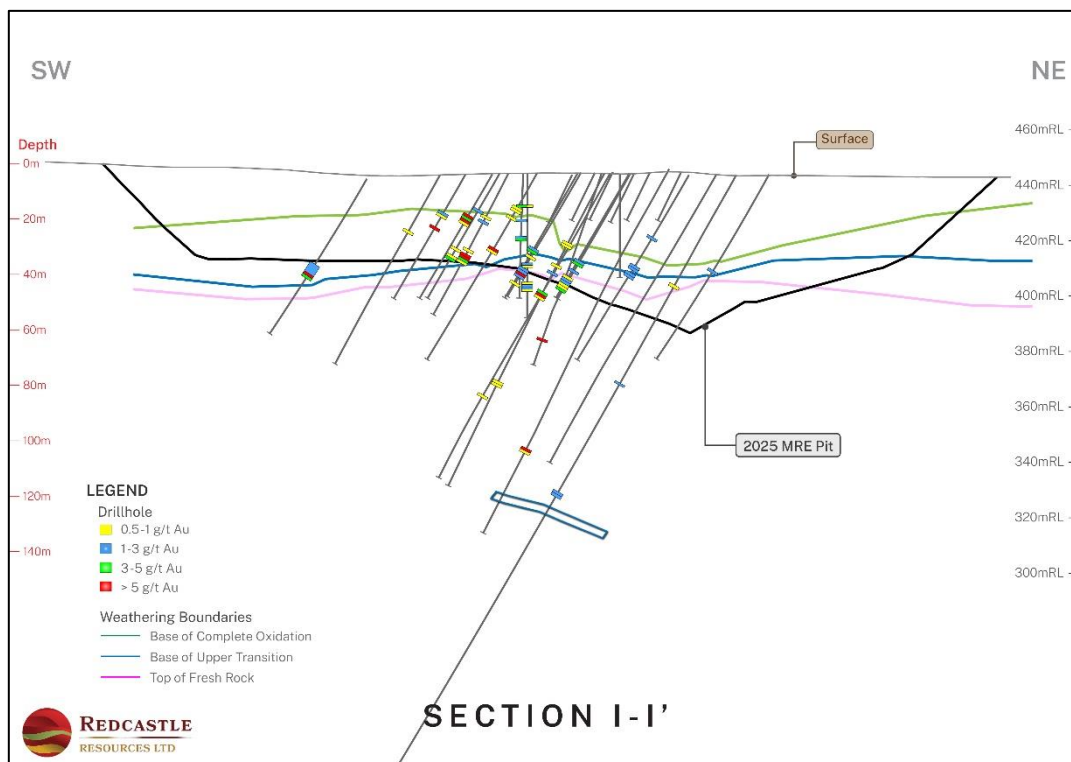 SW
NE
Depth
0m
20m
40m
60m
80m
100m
120m
140m
460mRL
440mRL
420mRL
400mRL
380mRL
360mRL
340mRL
320mRL
300mRL
Surface
2025 MRE Pit
LEGEND
Drillhole
0.5-1 g/t Au
1-3 g/t Au
3-5 g/t Au
> 5 g/t Au
Weathering Boundaries
Base of Complete Oxidation
Base of Upper Transition
Top of Fresh Rock
REDCASTLE
RESOURCES LTD
SECTION I-I'